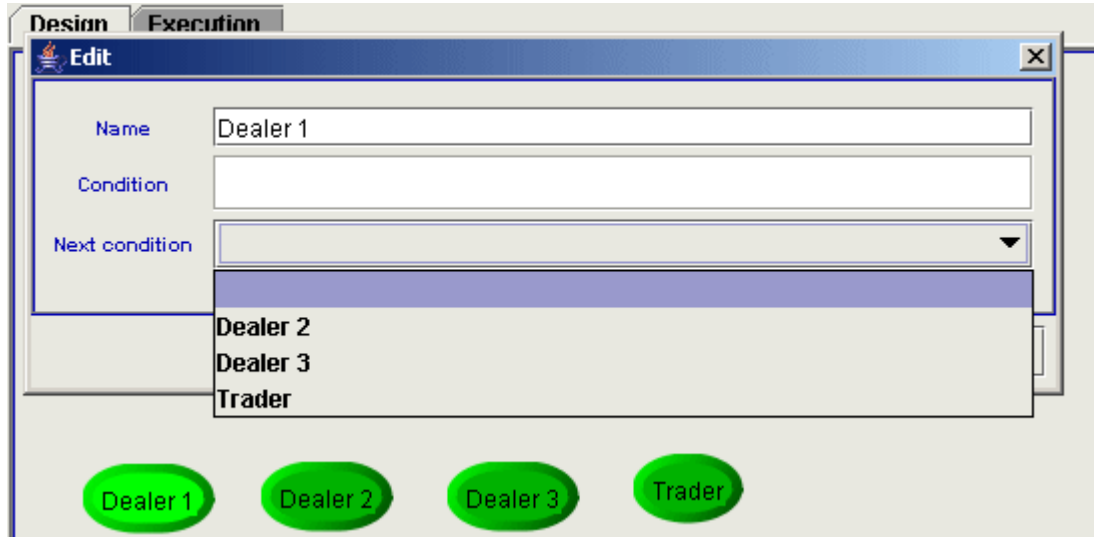 Design Execution
Edit
Name Dealer 1
Condition
Next condition
Dealer 2
Dealer 3
Trader
Dealer 1 Dealer 2 Dealer 3 Trader